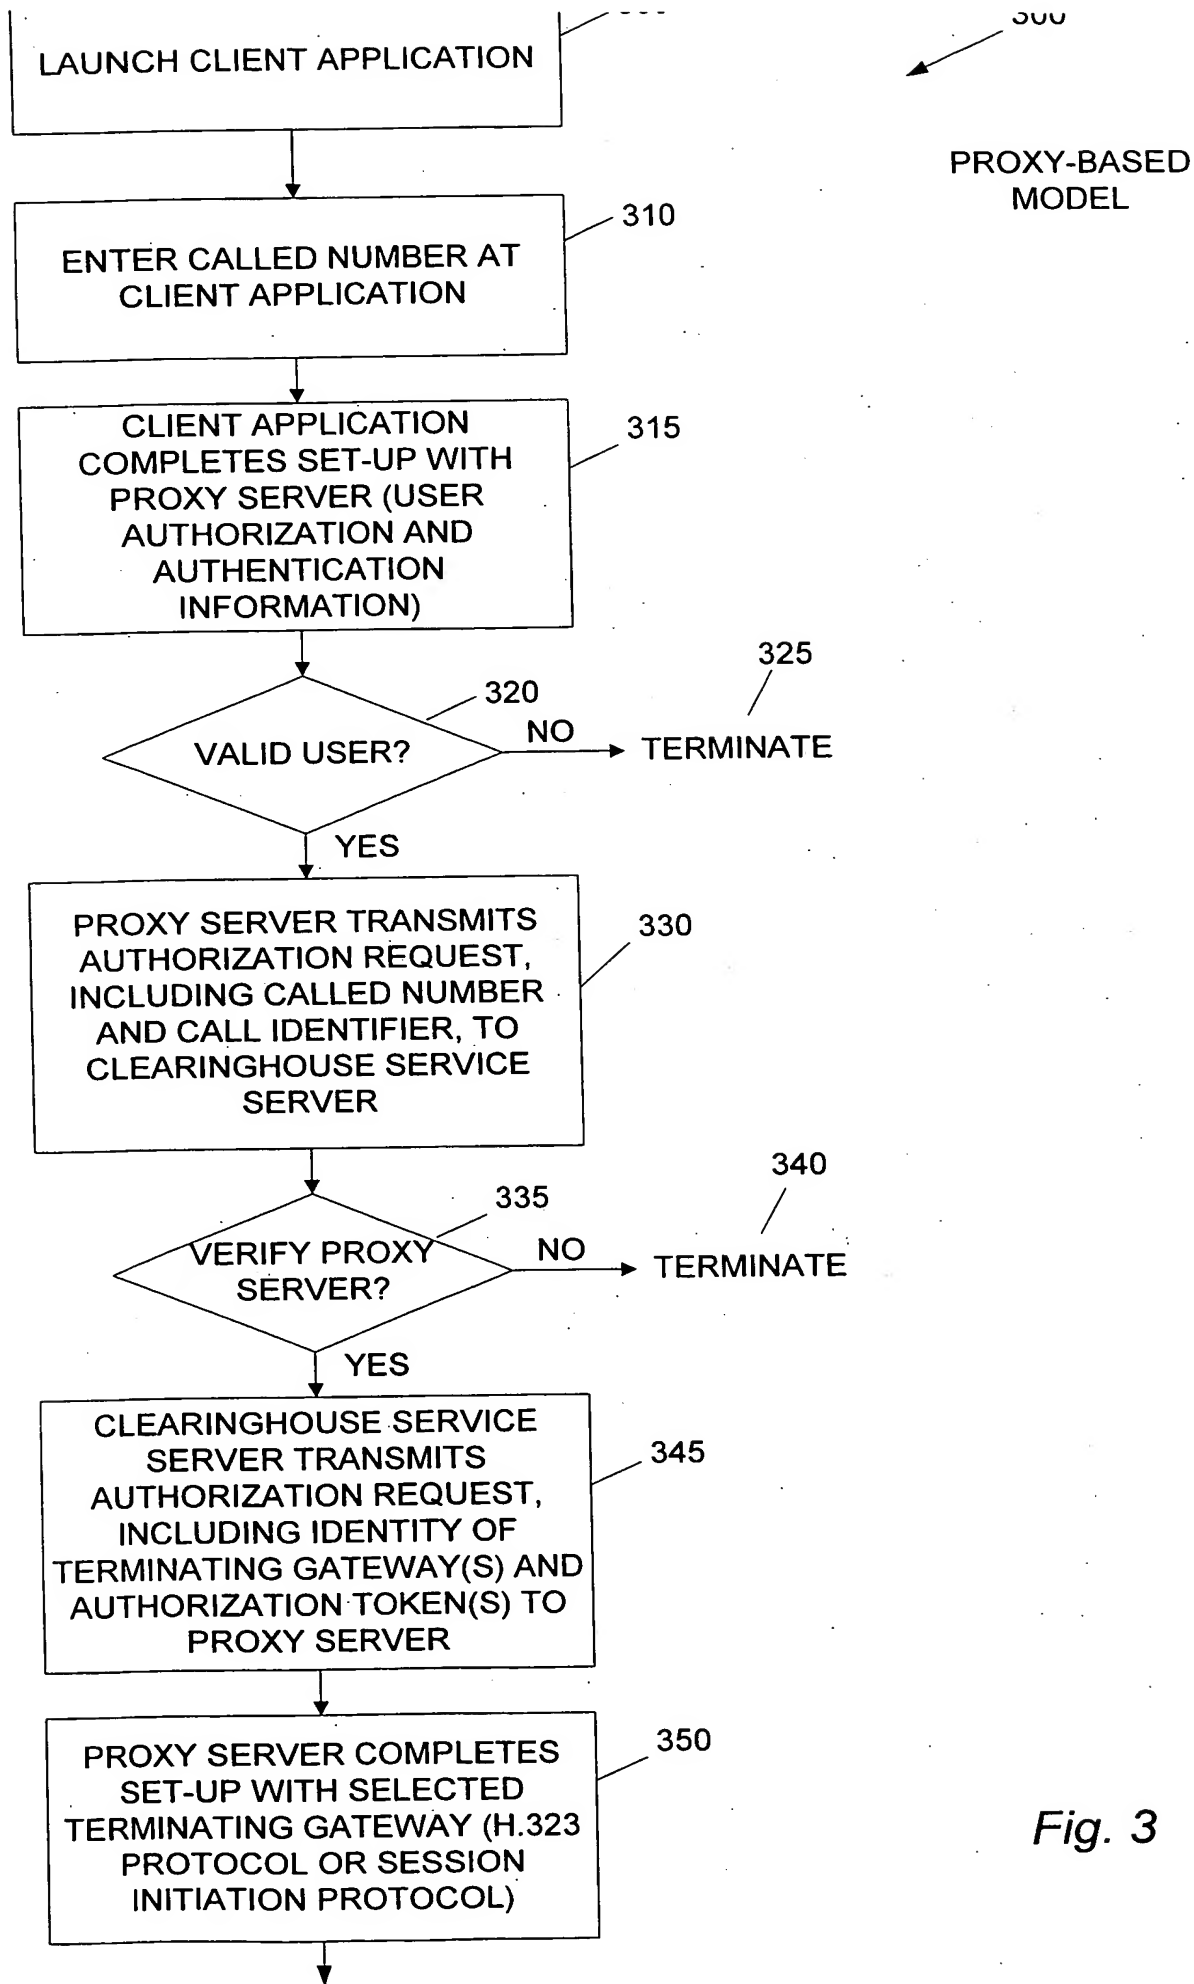 LAUNCH CLIENT APPLICATION
300
PROXY-BASED
MODEL
310
ENTER CALLED NUMBER AT
CLIENT APPLICATION
315
CLIENT APPLICATION
COMPLETES SET-UP WITH
PROXY SERVER (USER
AUTHORIZATION AND
AUTHENTICATION
INFORMATION)
320
VALID USER?
NO
325
TERMINATE
YES
330
PROXY SERVER TRANSMITS
AUTHORIZATION REQUEST,
INCLUDING CALLED NUMBER
AND CALL IDENTIFIER, TO
CLEARINGHOUSE SERVICE
SERVER
335
VERIFY PROXY
SERVER?
NO
340
TERMINATE
YES
345
CLEARINGHOUSE SERVICE
SERVER TRANSMITS
AUTHORIZATION REQUEST,
INCLUDING IDENTITY OF
TERMINATING GATEWAY(S) AND
AUTHORIZATION TOKEN(S) TO
PROXY SERVER
350
PROXY SERVER COMPLETES
SET-UP WITH SELECTED
TERMINATING GATEWAY (H.323
PROTOCOL OR SESSION
INITIATION PROTOCOL)
Fig. 3